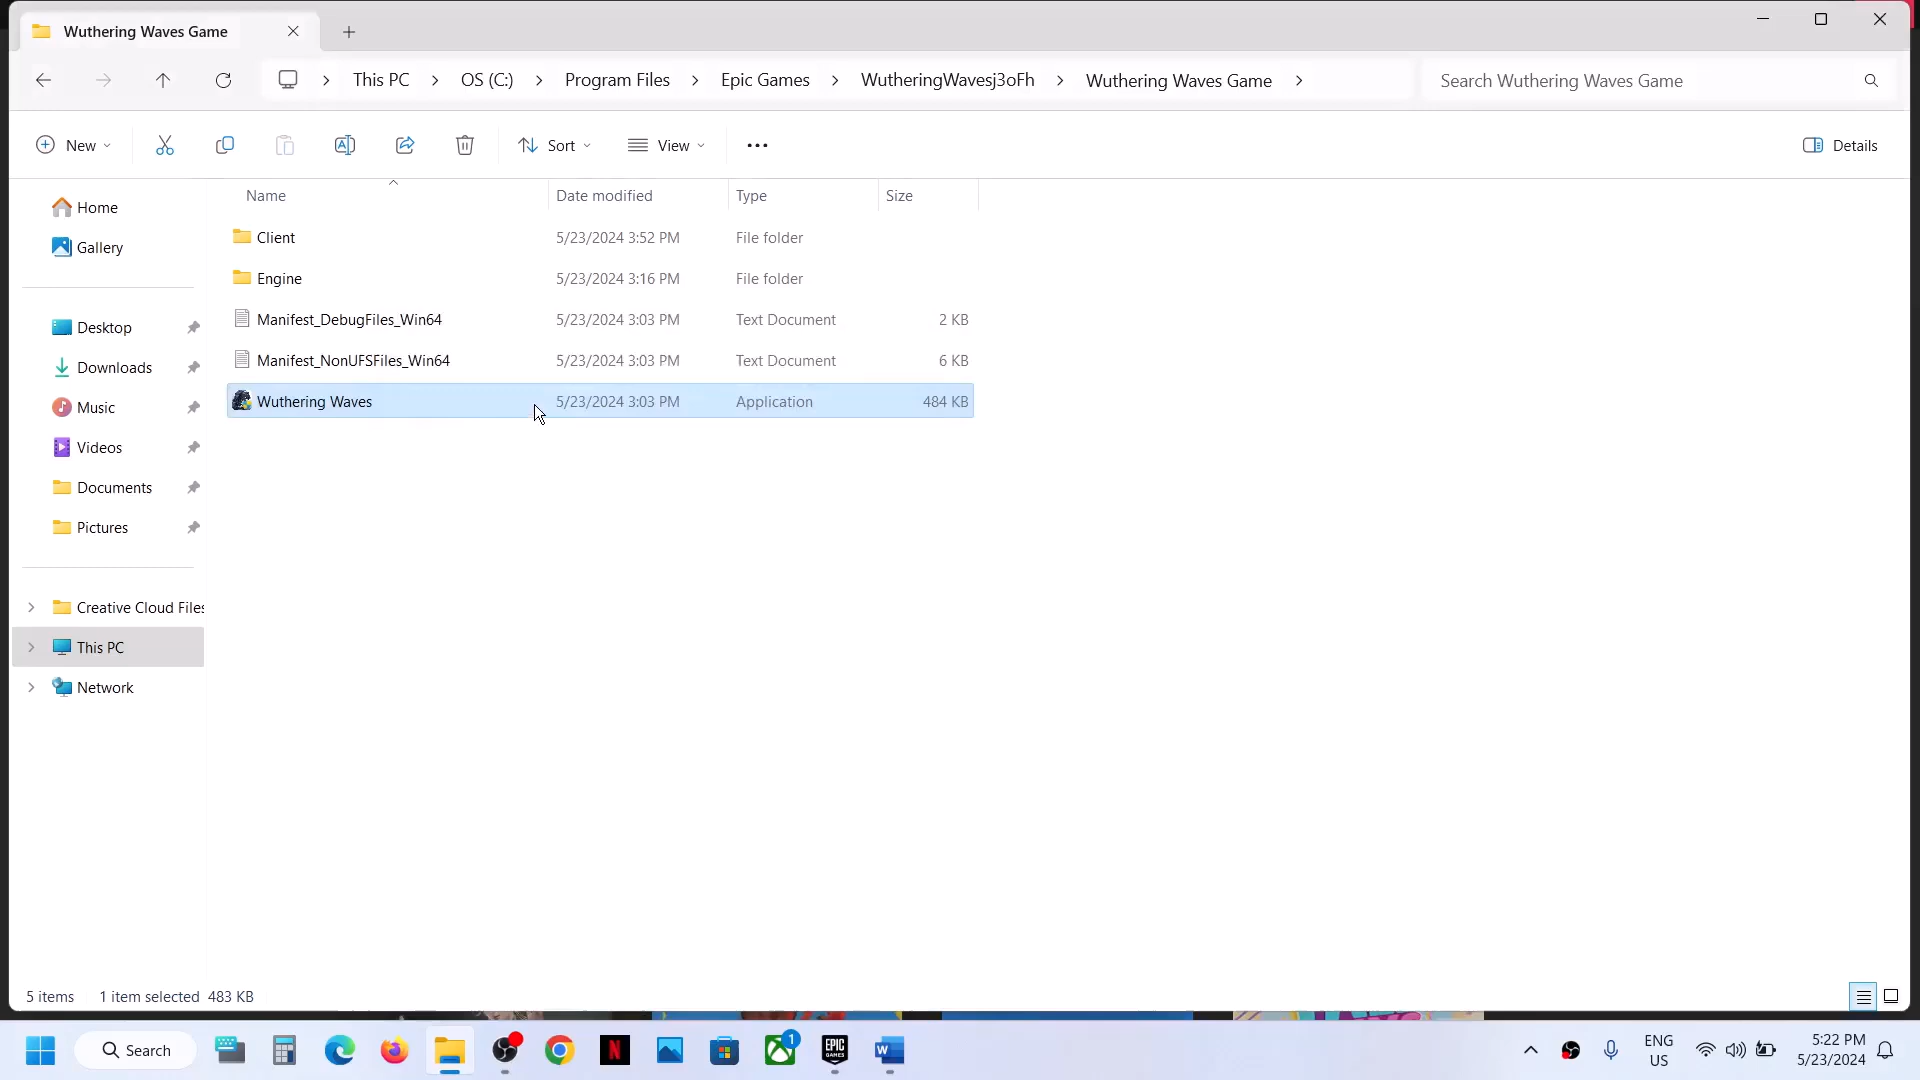 Wuthering Waves Game
This PC > OS (C:) > Program Files > Epic Games > WutheringWavesj3oFh > Wuthering Waves Game >
Search Wuthering Waves Game
New
Sort
View
Details
Name Date modified Type Size
Home
Gallery
Desktop
Downloads
Music
Videos
Documents
Pictures
Creative Cloud Files
This PC
Network
Client 5/23/2024 3:52 PM File folder
Engine 5/23/2024 3:16 PM File folder
Manifest_DebugFiles_Win64 5/23/2024 3:03 PM Text Document 2 KB
Manifest_NonUFSFiles_Win64 5/23/2024 3:03 PM Text Document 6 KB
Wuthering Waves 5/23/2024 3:03 PM Application 484 KB
5 items 1 item selected 483 KB
Search
N
1
EPIC
GAMES
W
ENG
US
5:22 PM
5/23/2024